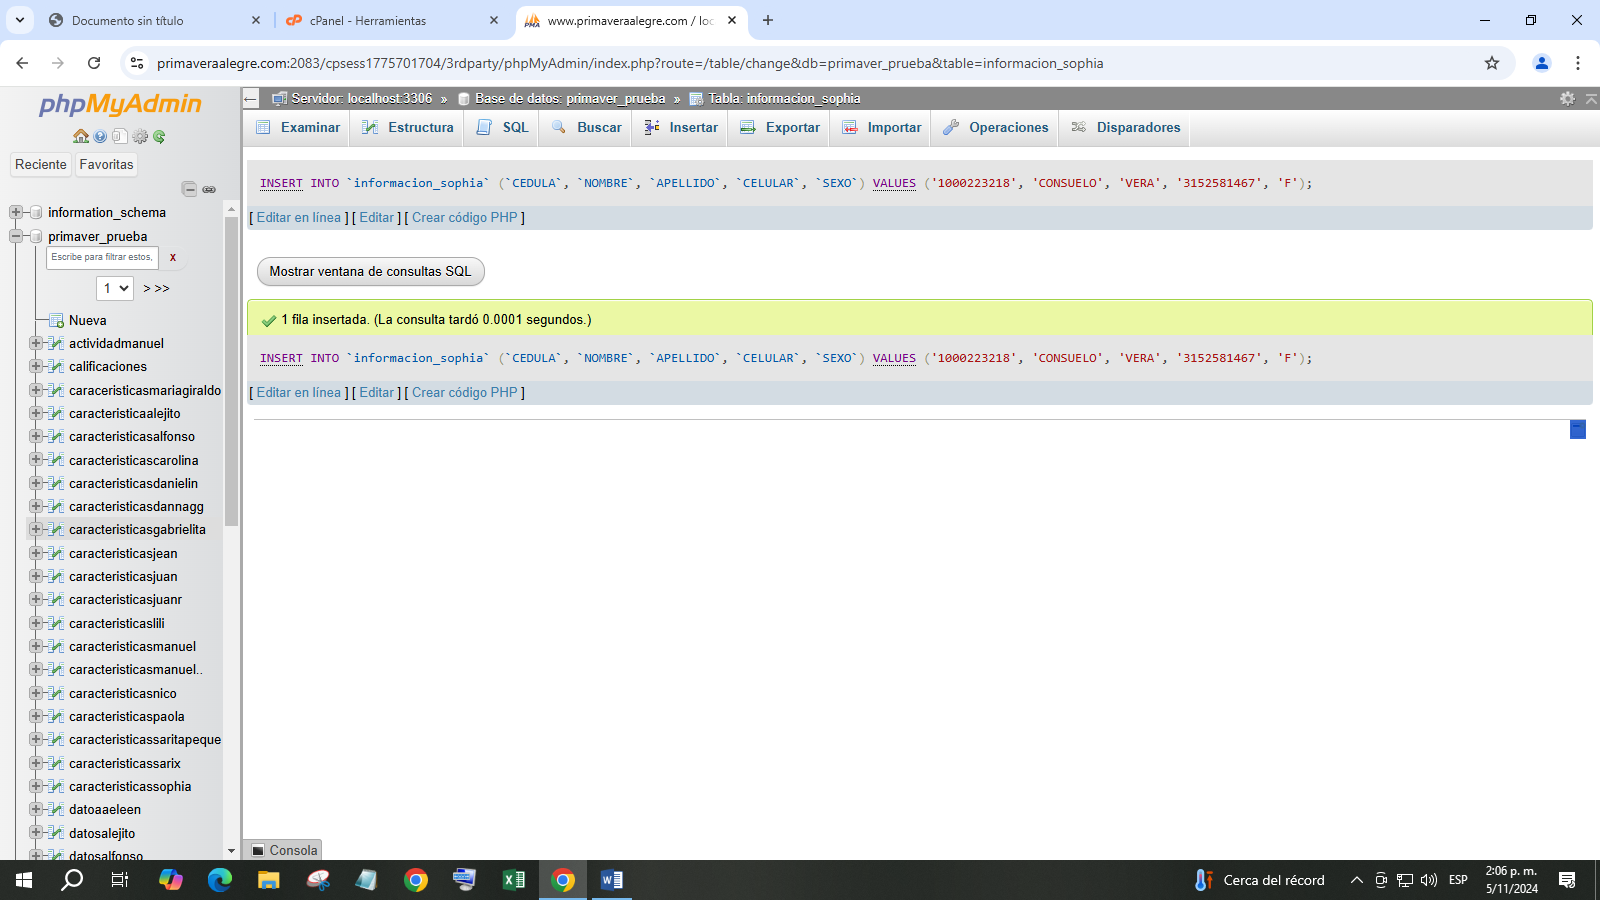 Documento sin título
cPanel - Herramientas
www.primaveraalegre.com / loc
primaveraalegre.com:2083/cpsess1775701704/3rdparty/phpMyAdmin/index.php?route=/table/change&db=primaver_prueba&table=informacion_sophia
phpMyAdmin
Reciente
Favoritas
information_schema
primaver_prueba
Escribe para filtrar estos,
x
1
> >>
Nueva
actividadmanuel
calificaciones
caraceristicasmariagiraldo
caracteristicaalejito
caracteristicasalfonso
caracteristicascarolina
caracteristicasdanielin
caracteristicasdannagg
caracteristicasgabrielita
caracteristicasjean
caracteristicasjuan
caracteristicasjuanr
caracteristicaslili
caracteristicasmanuel
caracteristicasmanuel..
caracteristicasnico
caracteristicaspaola
caracteristicassaritapeque
caracteristicassarix
caracteristicassophia
datoaaeleen
datosalejito
datosalfonso
Servidor: localhost:3306 » Base de datos: primaver_prueba » Tabla: informacion_sophia
Examinar
Estructura
SQL
Buscar
Insertar
Exportar
Importar
Operaciones
Disparadores
INSERT INTO `informacion_sophia` (`CEDULA`, `NOMBRE`, `APELLIDO`, `CELULAR`, `SEXO`) VALUES ('1000223218', 'CONSUELO', 'VERA', '3152581467', 'F');
[ Editar en línea ] [ Editar ] [ Crear código PHP ]
Mostrar ventana de consultas SQL
1 fila insertada. (La consulta tardó 0.0001 segundos.)
INSERT INTO `informacion_sophia` (`CEDULA`, `NOMBRE`, `APELLIDO`, `CELULAR`, `SEXO`) VALUES ('1000223218', 'CONSUELO', 'VERA', '3152581467', 'F');
[ Editar en línea ] [ Editar ] [ Crear código PHP ]
Consola
Cerca del récord
ESP
2:06 p. m.
5/11/2024